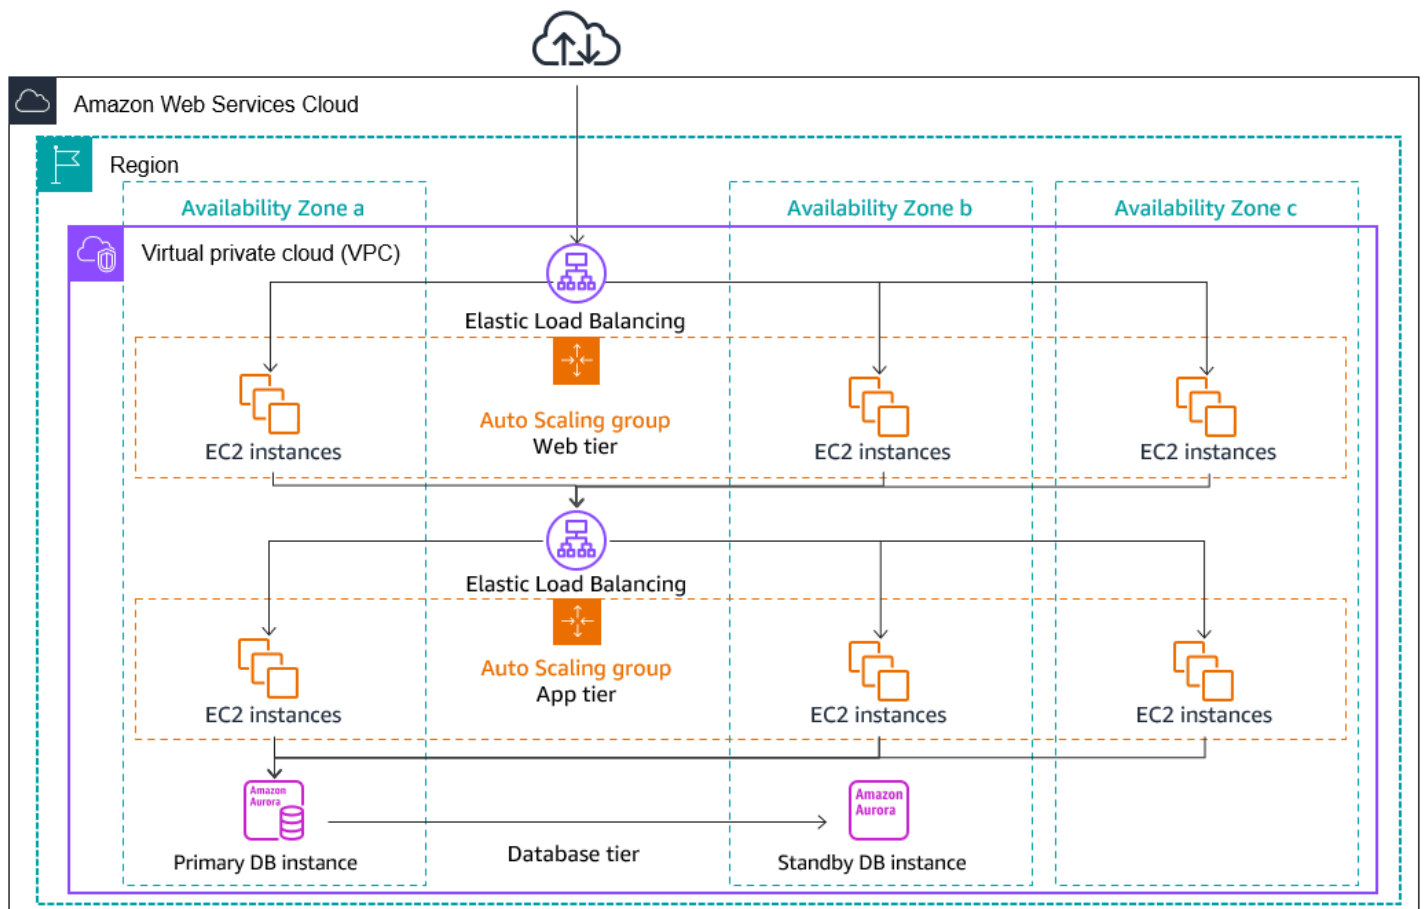 Amazon Web Services Cloud
Region
Availability Zone a
Availability Zone b
Availability Zone c
Virtual private cloud (VPC)
Elastic Load Balancing
Auto Scaling group
Web tier
EC2 instances
EC2 instances
EC2 instances
Elastic Load Balancing
Auto Scaling group
App tier
EC2 instances
EC2 instances
EC2 instances
Amazon
Aurora
Primary DB instance
Database tier
Amazon
Aurora
Standby DB instance